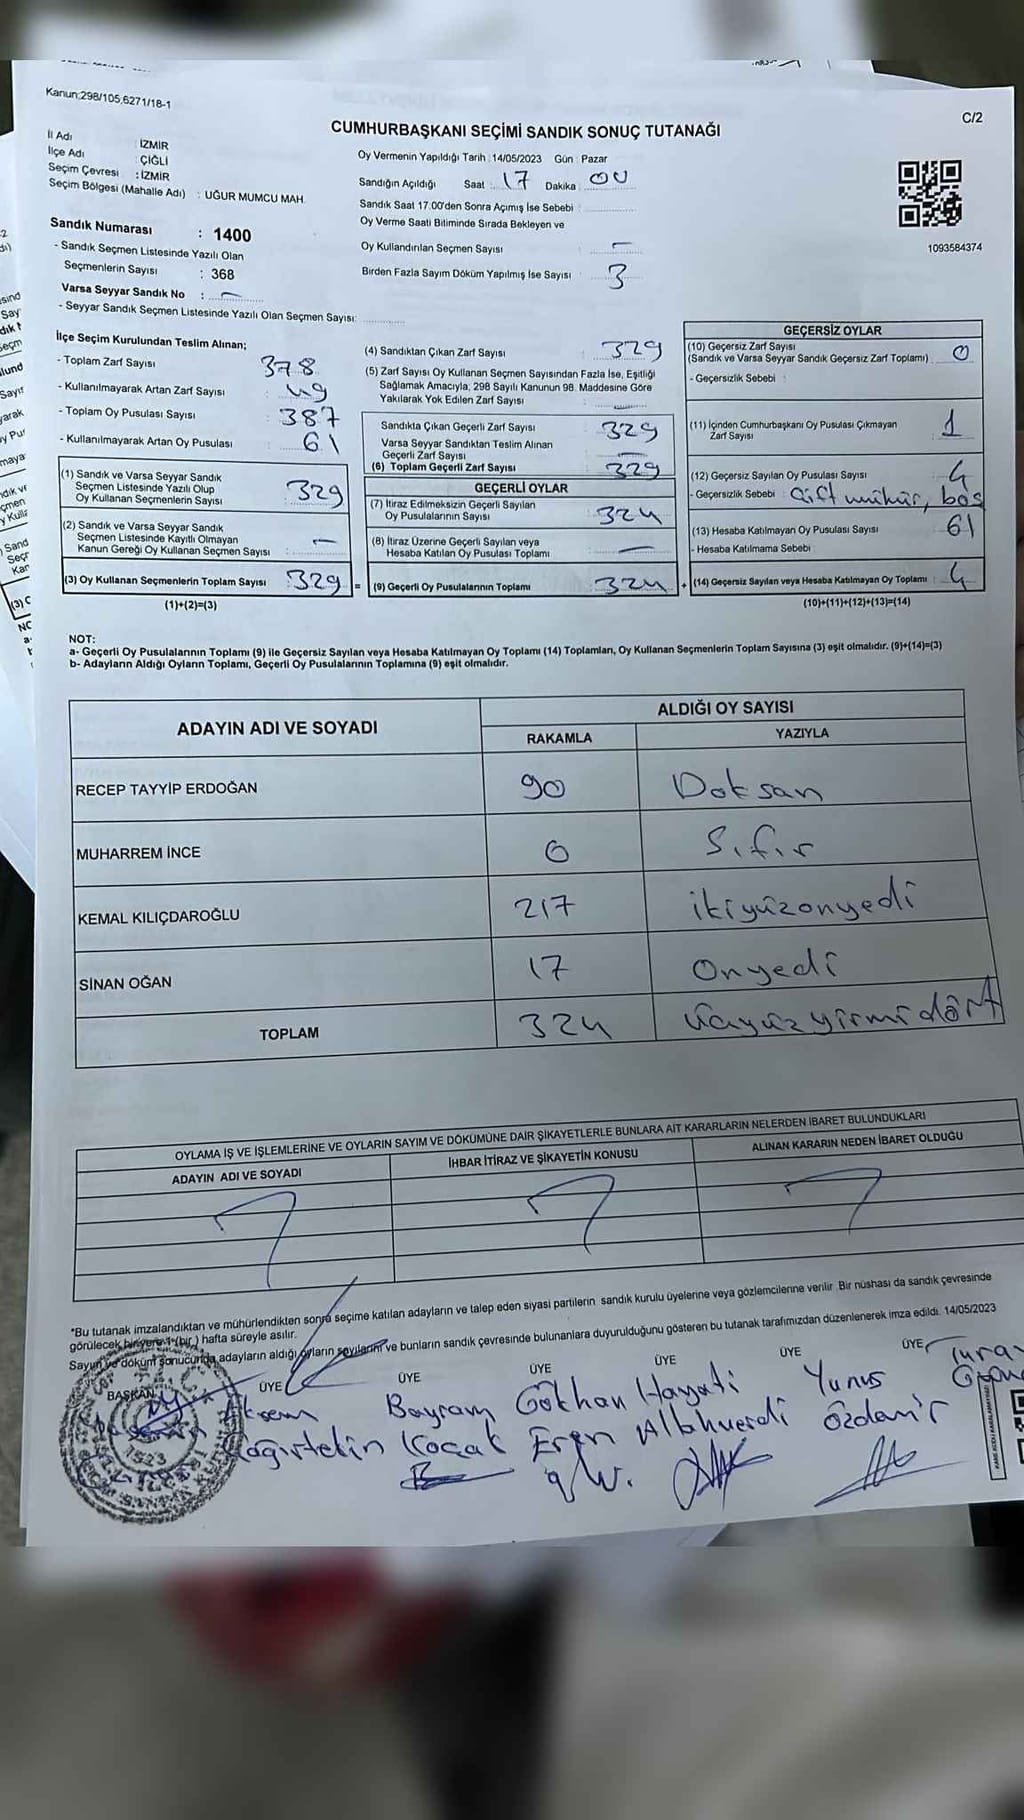 Kanun;298/105,6271/18-1
C/2
CUMHURBAŞKANI SEÇİMİ SANDIK SONUÇ TUTANAĞI
İl Adı : İZMİR
İlçe Adı : ÇİĞLİ
Seçim Çevresi : İZMİR
Seçim Bölgesi (Mahalle Adı) : UĞUR MUMCU MAH.
Oy Vermenin Yapıldığı Tarih :14/05/2023 Gün : Pazar
Sandığın Açıldığı Saat : 17 Dakika : 00
Sandık Saat 17:00'den Sonra Açımış İse Sebebi :
Oy Verme Saati Bitiminde Sırada Bekleyen ve
Oy Kullandırılan Seçmen Sayısı : –
Birden Fazla Sayım Döküm Yapılmış İse Sayısı : 3
1093584374
Sandık Numarası : 1400
- Sandık Seçmen Listesinde Yazılı Olan
Seçmenlerin Sayısı : 368
Varsa Seyyar Sandık No : –
- Seyyar Sandık Seçmen Listesinde Yazılı Olan Seçmen Sayısı:
İlçe Seçim Kurulundan Teslim Alınan;
- Toplam Zarf Sayısı : 378
- Kullanılmayarak Artan Zarf Sayısı : 49
- Toplam Oy Pusulası Sayısı : 387
- Kullanılmayarak Artan Oy Pusulası : 61
(1) Sandık ve Varsa Seyyar Sandık
Seçmen Listesinde Yazılı Olup
Oy Kullanan Seçmenlerin Sayısı : 329
(2) Sandık ve Varsa Seyyar Sandık
Seçmen Listesinde Kayıtlı Olmayan
Kanun Gereği Oy Kullanan Seçmen Sayısı : –
(3) Oy Kullanan Seçmenlerin Toplam Sayısı : 329 =
(1)+(2)=(3)
(4) Sandıktan Çıkan Zarf Sayısı : 329
(5) Zarf Sayısı Oy Kullanan Seçmen Sayısından Fazla İse, Eşitliği
Sağlamak Amacıyla, 298 Sayılı Kanunun 98. Maddesine Göre
Yakılarak Yok Edilen Zarf Sayısı : –
Sandıkta Çıkan Geçerli Zarf Sayısı : 329
Varsa Seyyar Sandıktan Teslim Alınan
Geçerli Zarf Sayısı : –
(6) Toplam Geçerli Zarf Sayısı : 329
GEÇERLİ OYLAR
(7) İtiraz Edilmeksizin Geçerli Sayılan
Oy Pusulalarının Sayısı : 324
(8) İtiraz Üzerine Geçerli Sayılan veya
Hesaba Katılan Oy Pusulası Toplamı : –
(9) Geçerli Oy Pusulalarının Toplamı : 324 +
GEÇERSİZ OYLAR
(10) Geçersiz Zarf Sayısı
(Sandık ve Varsa Seyyar Sandık Geçersiz Zarf Toplamı) : 0
- Geçersizlik Sebebi :
(11) İçinden Cumhurbaşkanı Oy Pusulası Çıkmayan
Zarf Sayısı : 1
(12) Geçersiz Sayılan Oy Pusulası Sayısı : 4
- Geçersizlik Sebebi : Çift mühür, boş
(13) Hesaba Katılmayan Oy Pusulası Sayısı : 61
- Hesaba Katılmama Sebebi :
(14) Geçersiz Sayılan veya Hesaba Katılmayan Oy Toplamı : 4
(10)+(11)+(12)+(13)=(14)
NOT:
a- Geçerli Oy Pusulalarının Toplamı (9) ile Geçersiz Sayılan veya Hesaba Katılmayan Oy Toplamı (14) Toplamları, Oy Kullanan Seçmenlerin Toplam Sayısına (3) eşit olmalıdır. (9)+(14)=(3)
b- Adayların Aldığı Oyların Toplamı, Geçerli Oy Pusulalarının Toplamına (9) eşit olmalıdır.
ADAYIN ADI VE SOYADI
ALDIĞI OY SAYISI
RAKAMLA YAZIYLA
RECEP TAYYİP ERDOĞAN 90 Doksan
MUHARREM İNCE 0 Sıfır
KEMAL KILIÇDAROĞLU 217 ikiyüzonyedi
SİNAN OĞAN 17 Onyedi
TOPLAM 324 üçyüzyirmidört
OYLAMA İŞ VE İŞLEMLERİNE VE OYLARIN SAYIM VE DÖKÜMÜNE DAİR ŞİKAYETLERLE BUNLARA AİT KARARLARIN NELERDEN İBARET BULUNDUKLARI
ADAYIN ADI VE SOYADI İHBAR İTİRAZ VE ŞİKAYETİN KONUSU ALINAN KARARIN NEDEN İBARET OLDUĞU
*Bu tutanak imzalandıktan ve mühürlendikten sonra seçime katılan adayların ve talep eden siyasi partilerin sandık kurulu üyelerine veya gözlemcilerine verilir. Bir nüshası da sandık çevresinde
görülecek bir yere 1 (bir ) hafta süreyle asılır.
Sayım ve döküm sonucunda adayların aldığı oyların sayılarını ve bunların sandık çevresinde bulunanlara duyurulduğunu gösteren bu tutanak tarafımızdan düzenlenerek imza edildi. 14/05/2023
BAŞKAN ÜYE ÜYE ÜYE ÜYE ÜYE ÜYE
Bayram Gökhan Hayati Yunus
Koçak Eren Allahverdi Özdemir